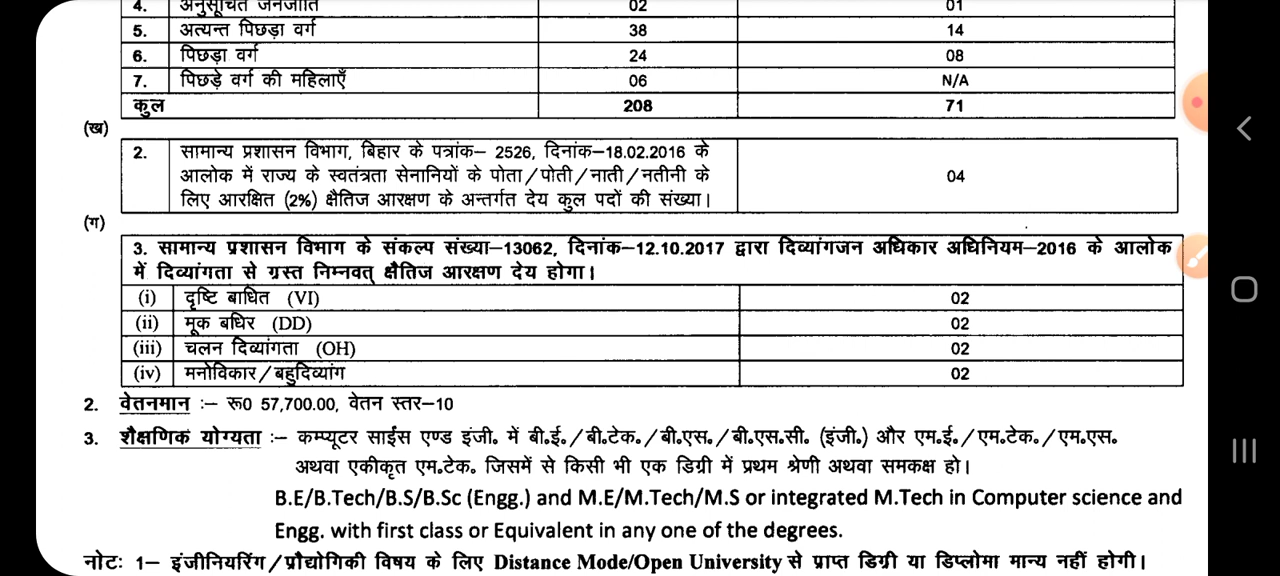 4. अनुसूचित जनजाति 02 01
5. अत्यन्त पिछड़ा वर्ग 38 14
6. पिछड़ा वर्ग 24 08
7. पिछड़े वर्ग की महिलाएँ 06 N/A
कुल 208 71
(ख)
2. सामान्य प्रशासन विभाग, बिहार के पत्रांक– 2526, दिनांक–18.02.2016 के
आलोक में राज्य के स्वतंत्रता सेनानियों के पोता/पोती/नाती/नतीनी के 04
लिए आरक्षित (2%) क्षैतिज आरक्षण के अन्तर्गत देय कुल पदों की संख्या।
(ग)
3. सामान्य प्रशासन विभाग के संकल्प संख्या–13062, दिनांक–12.10.2017 द्वारा दिव्यांगजन अधिकार अधिनियम–2016 के आलोक
में दिव्यांगता से ग्रस्त निम्नवत् क्षैतिज आरक्षण देय होगा।
(i) दृष्टि बाधित (VI) 02
(ii) मूक बधिर (DD) 02
(iii) चलन दिव्यांगता (OH) 02
(iv) मनोविकार/बहुदिव्यांग 02
2. वेतनमान :– रू0 57,700.00, वेतन स्तर–10
3. शैक्षणिक योग्यता :– कम्प्यूटर साईंस एण्ड इंजी. में बी.ई./बी.टेक./बी.एस./बी.एस.सी. (इंजी.) और एम.ई./एम.टेक./एम.एस.
अथवा एकीकृत एम.टेक. जिसमें से किसी भी एक डिग्री में प्रथम श्रेणी अथवा समकक्ष हो।
B.E/B.Tech/B.S/B.Sc (Engg.) and M.E/M.Tech/M.S or integrated M.Tech in Computer science and
Engg. with first class or Equivalent in any one of the degrees.
नोट: 1– इंजीनियरिंग/प्रौद्योगिकी विषय के लिए Distance Mode/Open University से प्राप्त डिग्री या डिप्लोमा मान्य नहीं होगी।